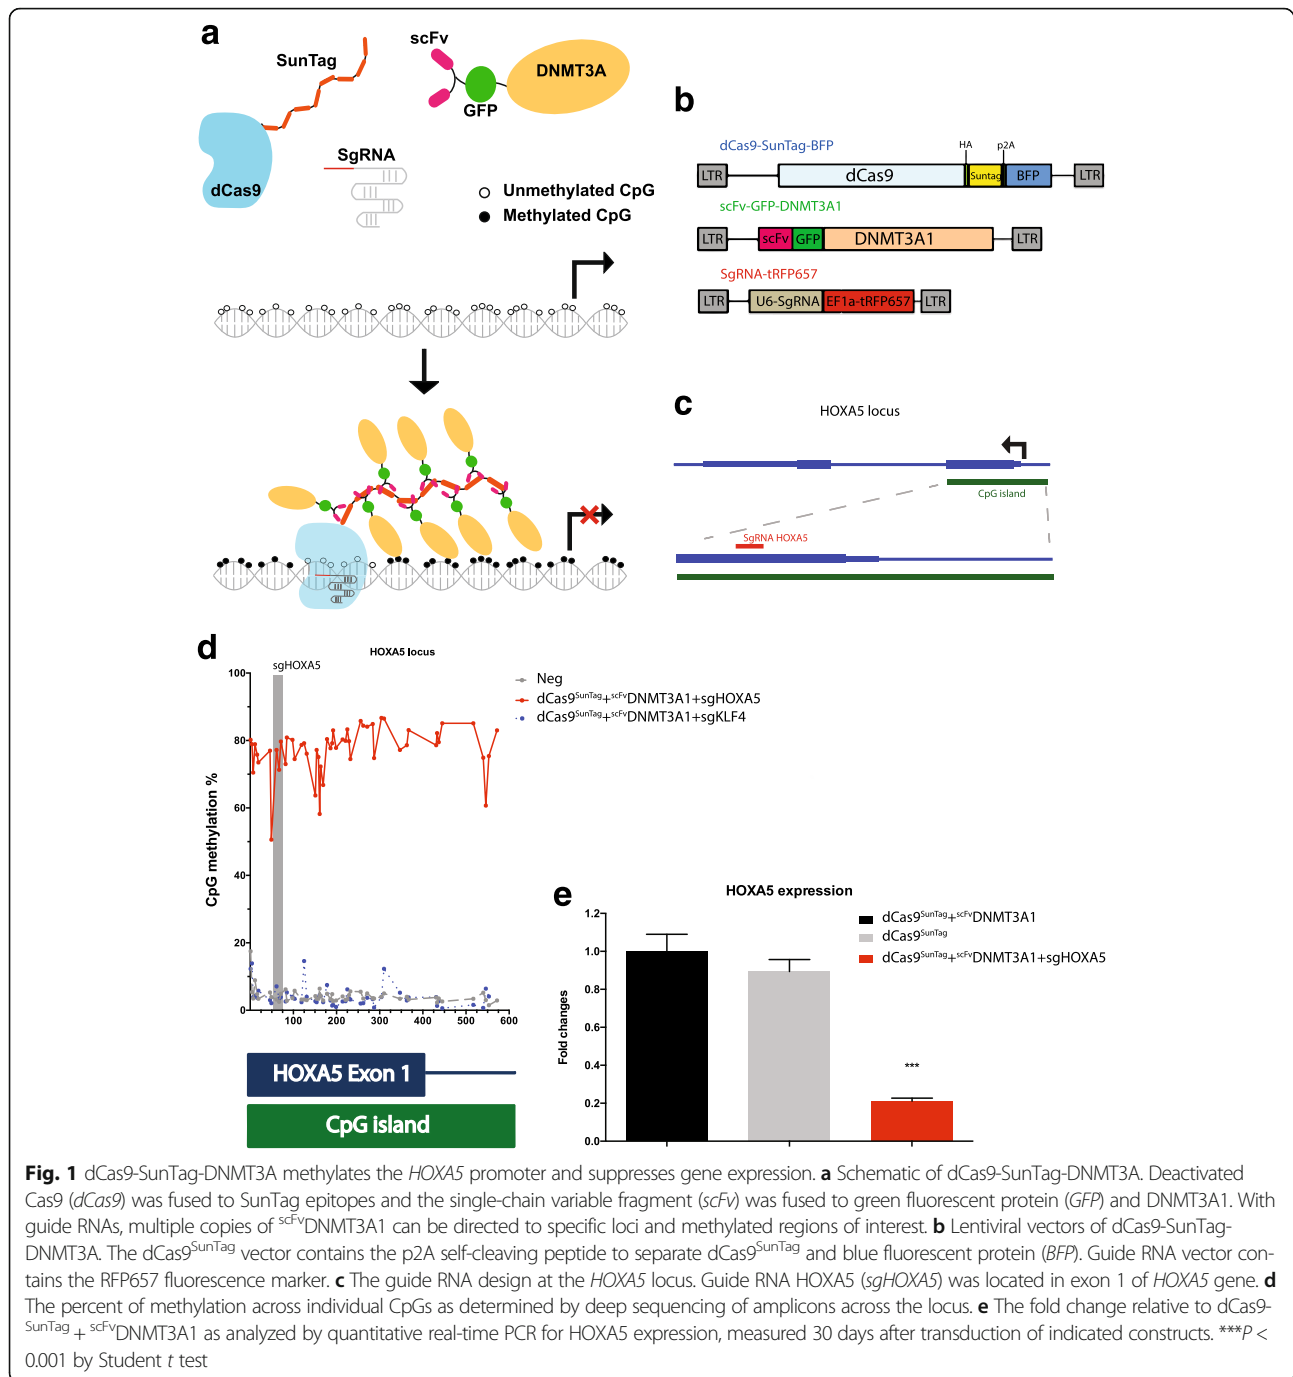 a
SunTag
scFv
DNMT3A
GFP
dCas9
SgRNA
Unmethylated CpG
Methylated CpG
b
dCas9-SunTag-BFP
HA
p2A
LTR
dCas9
Suntag
BFP
LTR
scFv-GFP-DNMT3A1
LTR
scFv
GFP
DNMT3A1
LTR
SgRNA-tRFP657
LTR
U6-SgRNA
EF1a-tRFP657
LTR
c
HOXA5 locus
CpG island
SgRNA HOXA5
d
HOXA5 locus
sgHOXA5
Neg
dCas9SunTag+scFvDNMT3A1+sgHOXA5
dCas9SunTag+scFvDNMT3A1+sgKLF4
CpG methylation %
100
80
60
40
20
0
100 200 300 400 500 600
HOXA5 Exon 1
CpG island
e
HOXA5 expression
dCas9SunTag+scFvDNMT3A1
dCas9SunTag
dCas9SunTag+scFvDNMT3A1+sgHOXA5
Fold changes
1.2
1.0
0.8
0.6
0.4
0.2
0.0
***
Fig. 1 dCas9-SunTag-DNMT3A methylates the HOXA5 promoter and suppresses gene expression. a Schematic of dCas9-SunTag-DNMT3A. Deactivated
Cas9 (dCas9) was fused to SunTag epitopes and the single-chain variable fragment (scFv) was fused to green fluorescent protein (GFP) and DNMT3A1. With
guide RNAs, multiple copies of scFvDNMT3A1 can be directed to specific loci and methylated regions of interest. b Lentiviral vectors of dCas9-SunTag-
DNMT3A. The dCas9SunTag vector contains the p2A self-cleaving peptide to separate dCas9SunTag and blue fluorescent protein (BFP). Guide RNA vector con-
tains the RFP657 fluorescence marker. c The guide RNA design at the HOXA5 locus. Guide RNA HOXA5 (sgHOXA5) was located in exon 1 of HOXA5 gene. d
The percent of methylation across individual CpGs as determined by deep sequencing of amplicons across the locus. e The fold change relative to dCas9-
SunTag + scFvDNMT3A1 as analyzed by quantitative real-time PCR for HOXA5 expression, measured 30 days after transduction of indicated constructs. ***P <
0.001 by Student t test